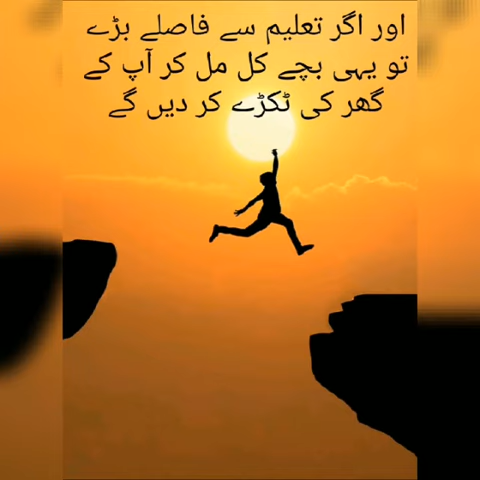 اور اگر تعلیم سے فاصلے بڑے
تو یہی بچے کل مل کر آپ کے
گھر کی ٹکڑے کر دیں گے